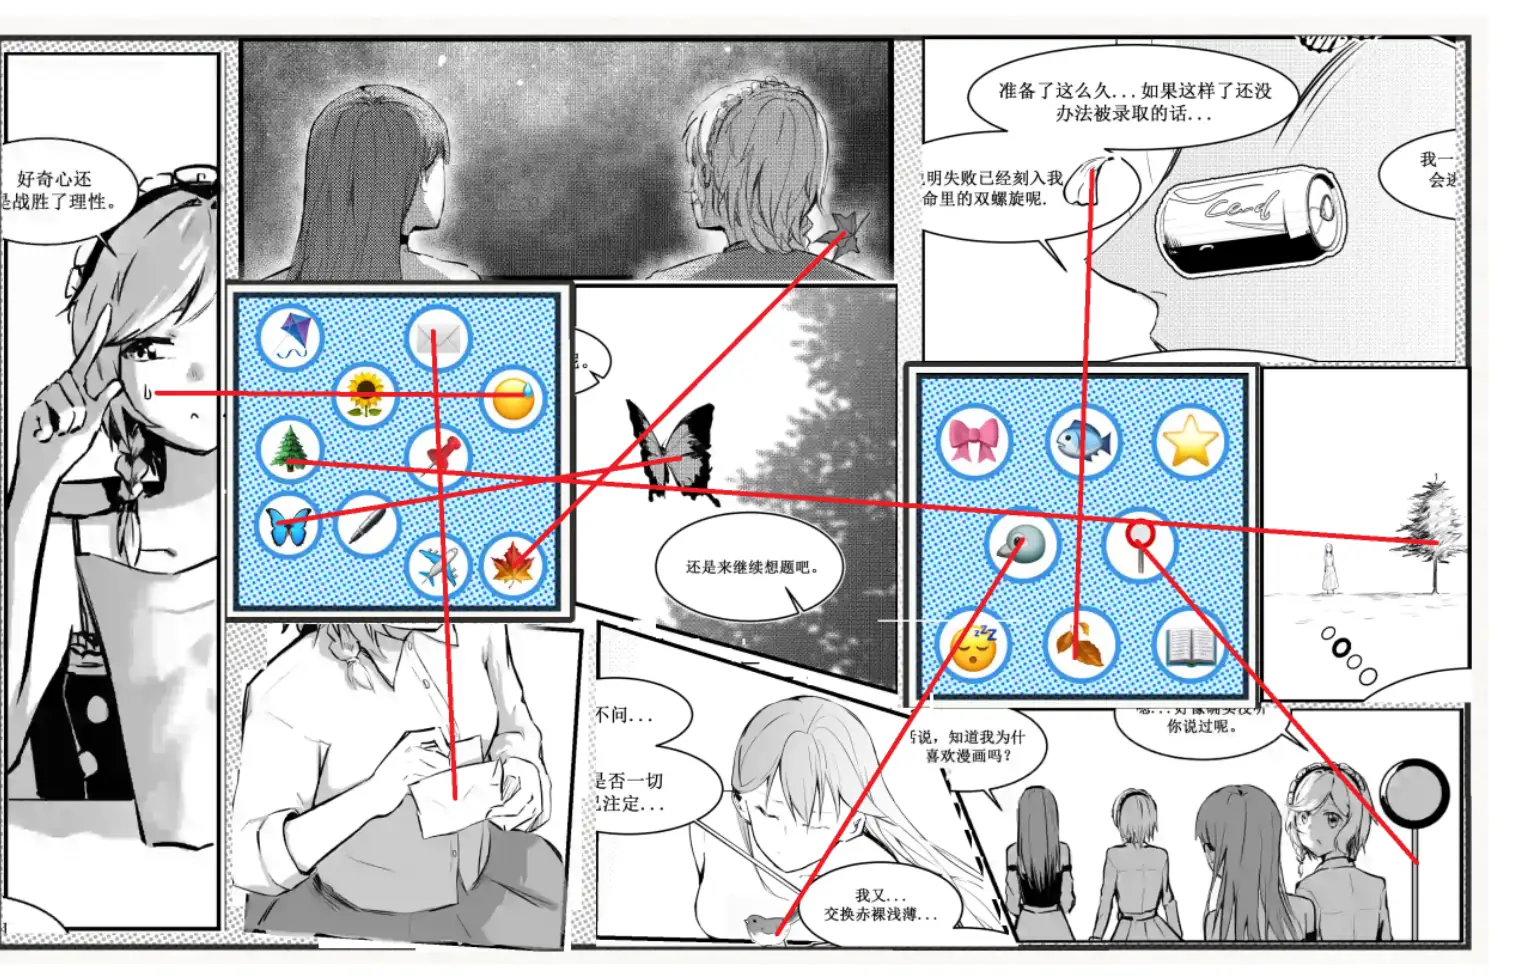 好奇心还
是战胜了理性。
准备了这么久...如果这样了还没
办法被录取的话...
明失败已经刻入我
命里的双螺旋呢.
我一
会
还是来继续想题吧。
不问...
是否一切
注定...
我又...
交换赤裸浅薄...
话说，知道我为什
喜欢漫画吗?
你说过呢。